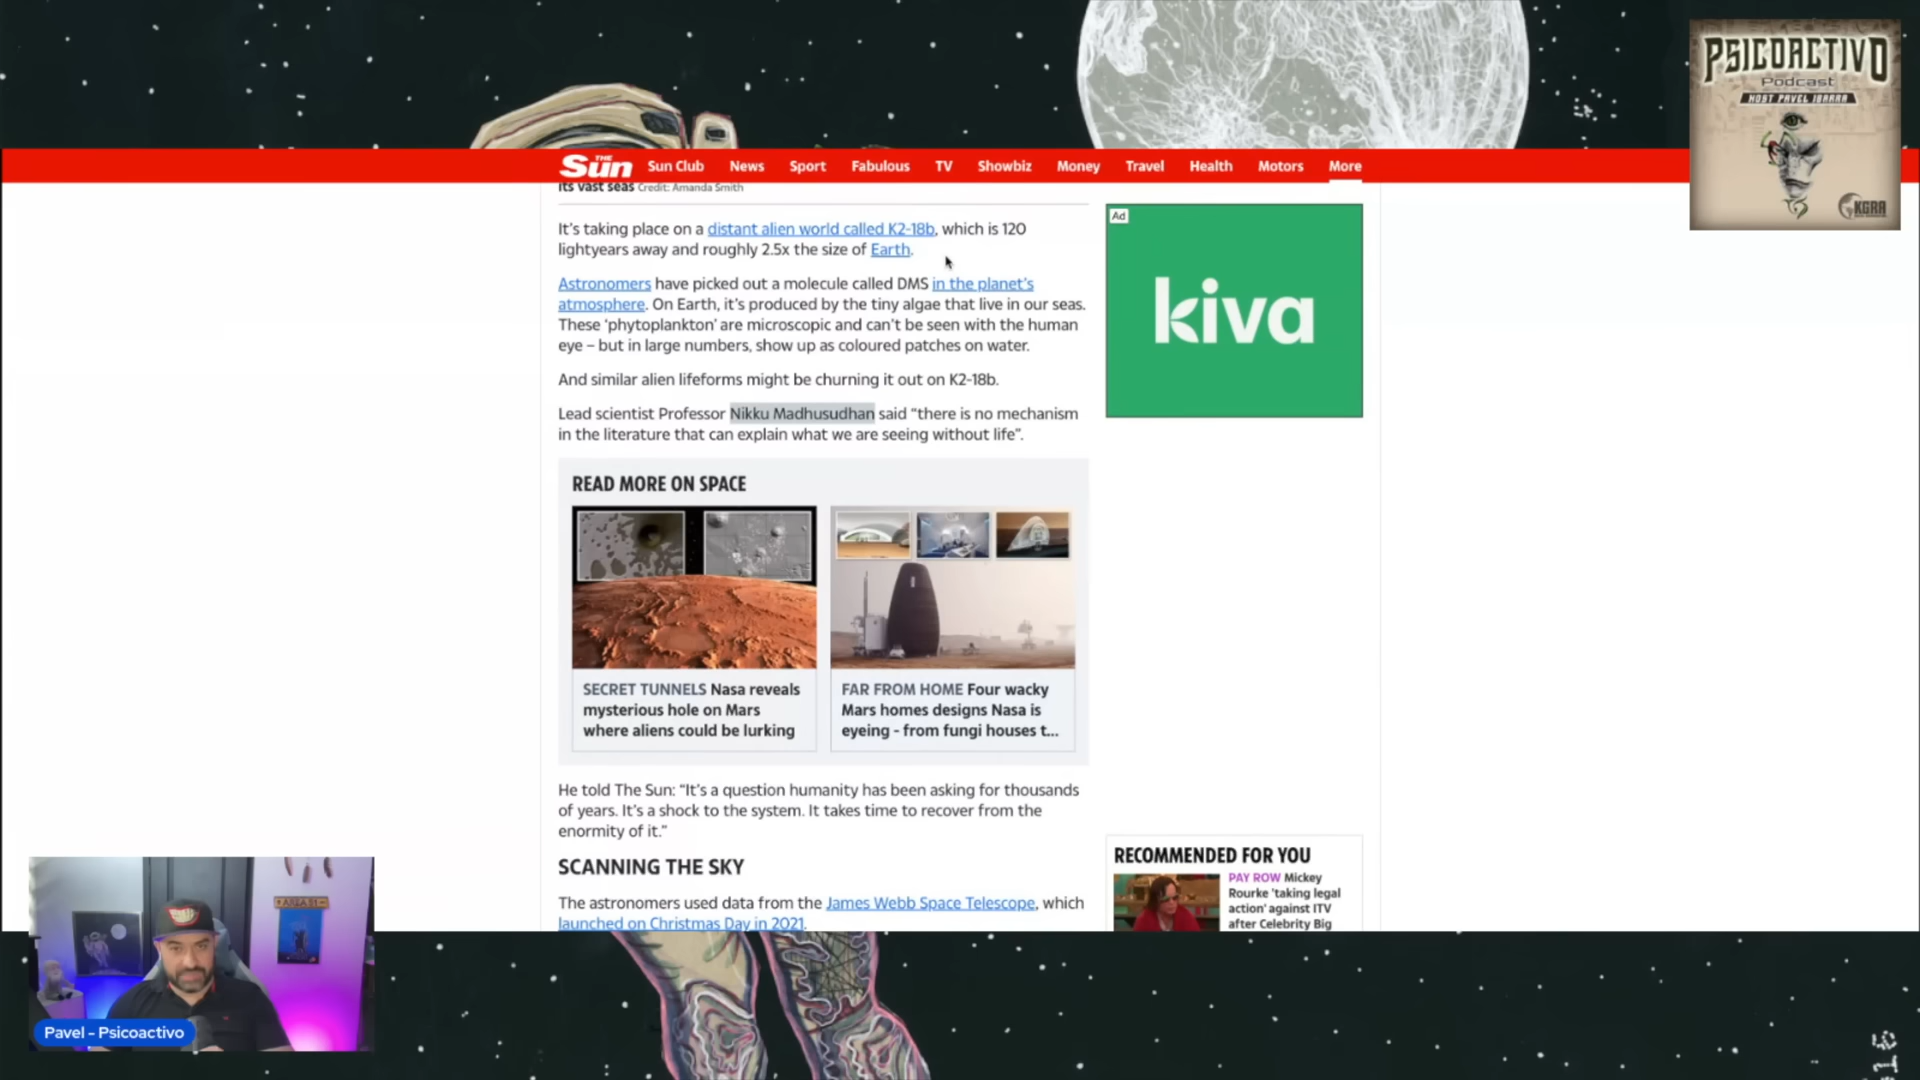 PSICOACTIVO
Podcast
HOST PAVEL IBARRA
KGRA
THE Sun
Sun Club News Sport Fabulous TV Showbiz Money Travel Health Motors More
its vast seas Credit: Amanda Smith
It's taking place on a distant alien world called K2-18b, which is 120
lightyears away and roughly 2.5x the size of Earth.
Astronomers have picked out a molecule called DMS in the planet's
atmosphere. On Earth, it's produced by the tiny algae that live in our seas.
These 'phytoplankton' are microscopic and can't be seen with the human
eye – but in large numbers, show up as coloured patches on water.
And similar alien lifeforms might be churning it out on K2-18b.
Lead scientist Professor Nikku Madhusudhan said "there is no mechanism
in the literature that can explain what we are seeing without life".
READ MORE ON SPACE
SECRET TUNNELS Nasa reveals
mysterious hole on Mars
where aliens could be lurking
FAR FROM HOME Four wacky
Mars homes designs Nasa is
eyeing - from fungi houses t...
He told The Sun: "It's a question humanity has been asking for thousands
of years. It's a shock to the system. It takes time to recover from the
enormity of it."
SCANNING THE SKY
The astronomers used data from the James Webb Space Telescope, which
launched on Christmas Day in 2021.
Ad
kiva
RECOMMENDED FOR YOU
PAY ROW Mickey
Rourke 'taking legal
action' against ITV
after Celebrity Big
Pavel - Psicoactivo